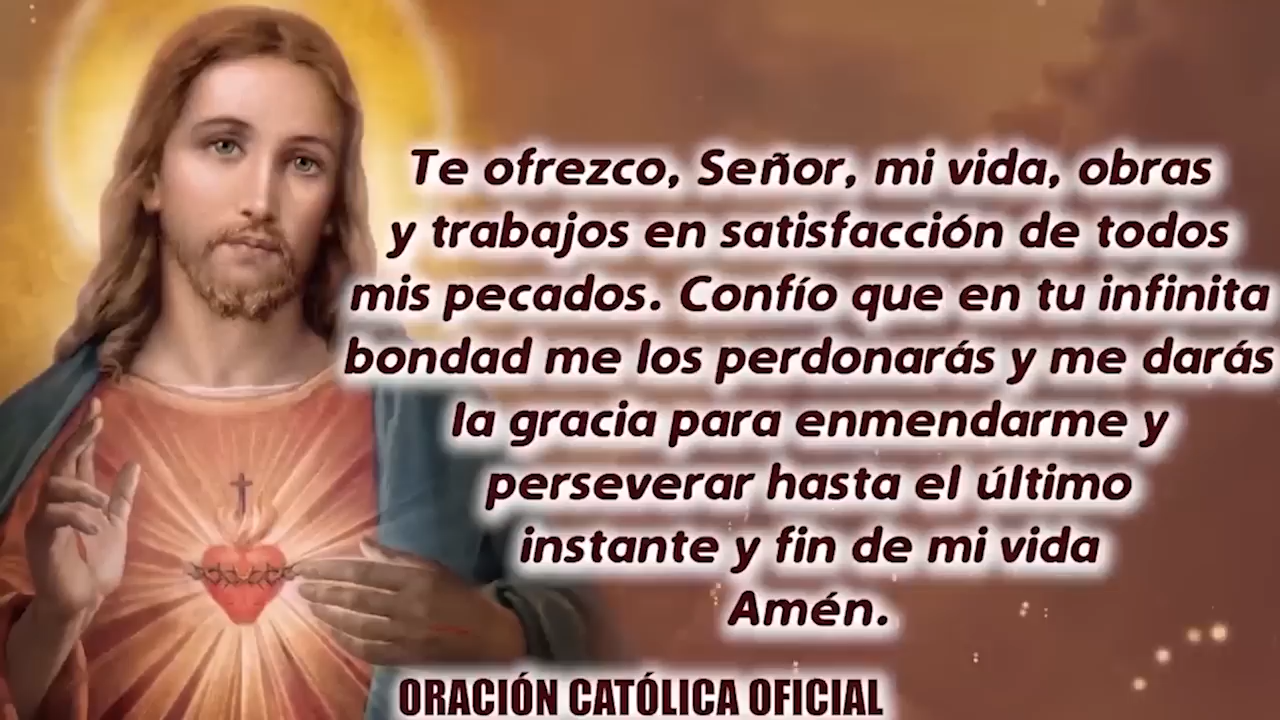 Te ofrezco, Señor, mi vida, obras
y trabajos en satisfacción de todos
mis pecados. Confío que en tu infinita
bondad me los perdonarás y me darás
la gracia para enmendarme y
perseverar hasta el último
instante y fin de mi vida
Amén.
ORACIÓN CATÓLICA OFICIAL